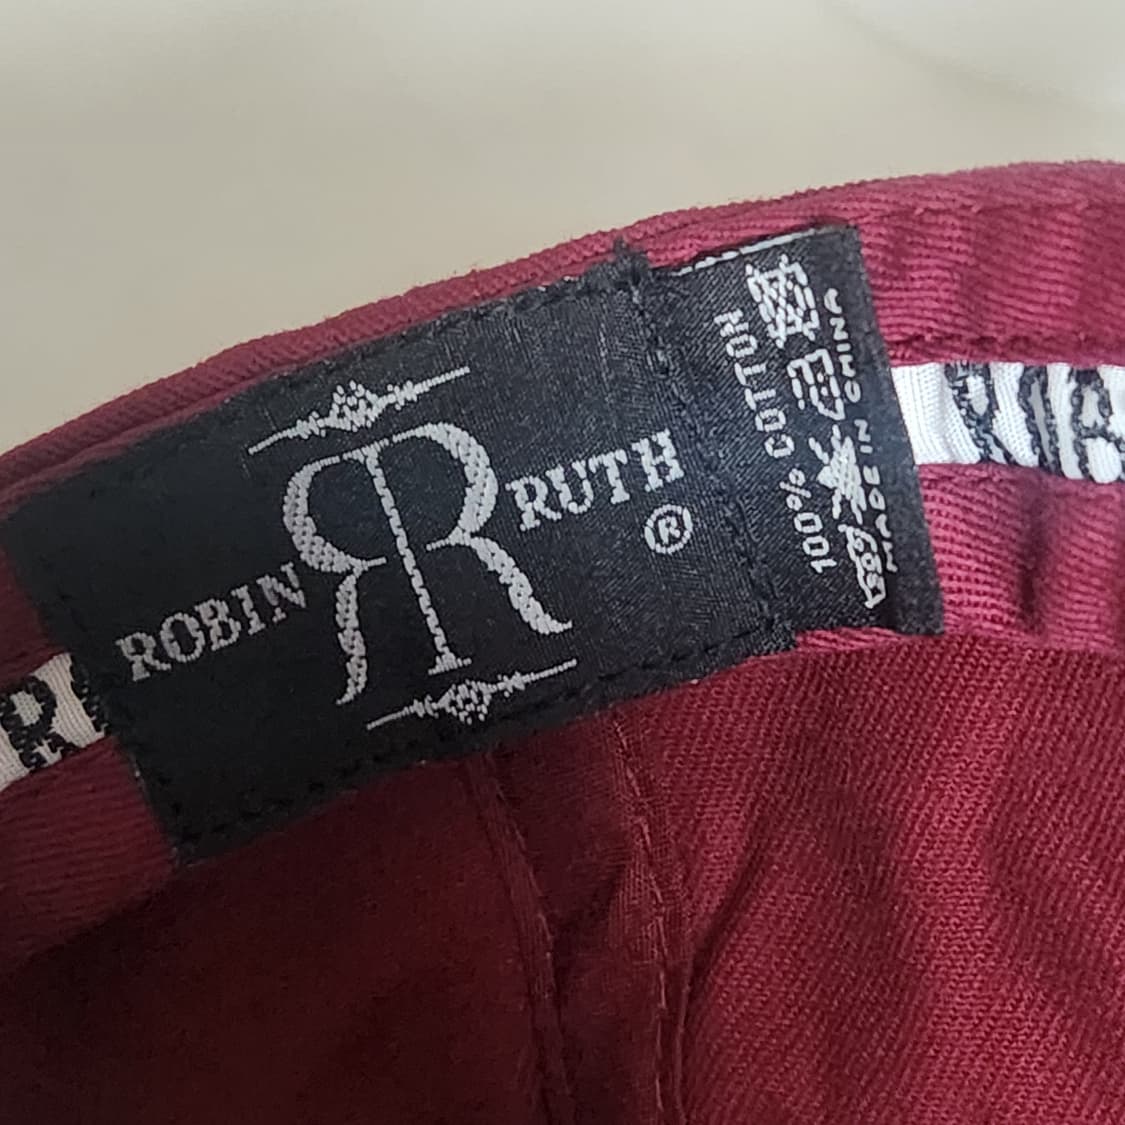 ROBIN RR RUTH
®
100% COTTON
MADE IN CHINA